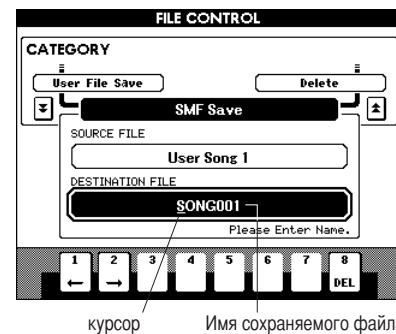 FILE CONTROL
CATEGORY
User File Save
Delete
SMF Save
SOURCE FILE
User Song 1
DESTINATION FILE
SONG001
Please Enter Name.
1 2 3 4 5 6 7 8
← → DEL
курсор Имя сохраняемого файл